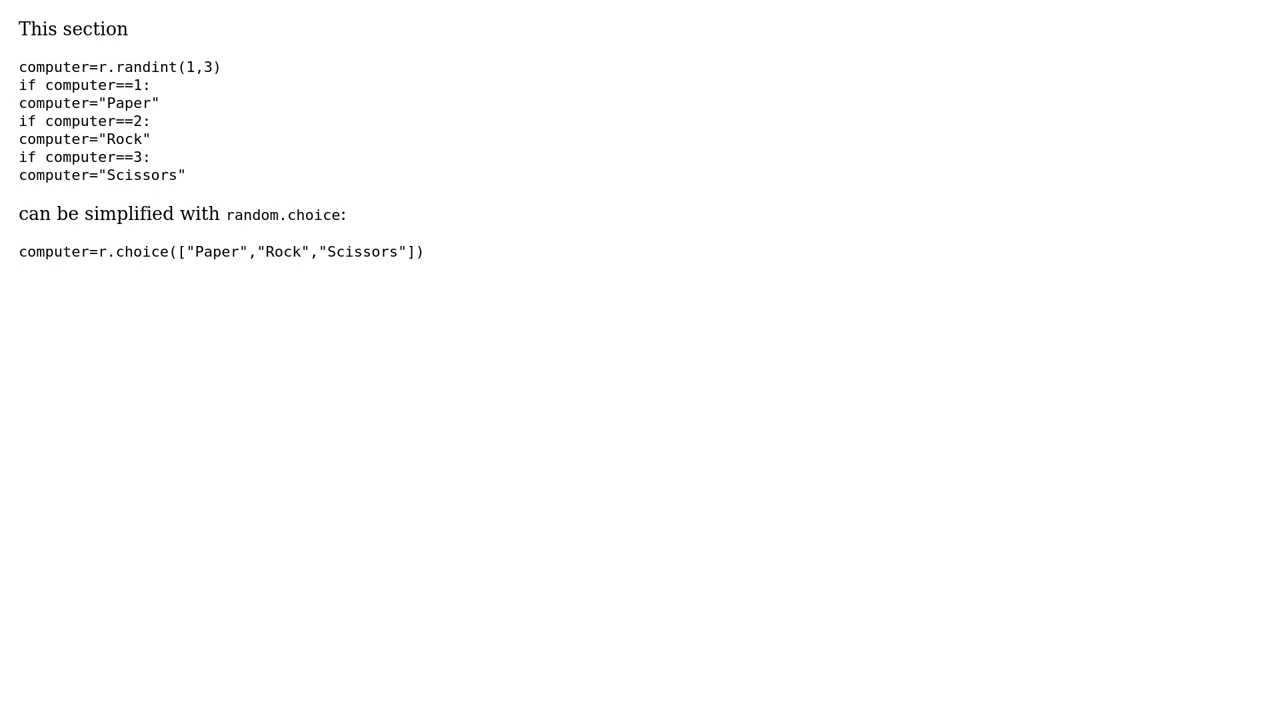 This section
computer=r.randint(1,3)
if computer==1:
computer="Paper"
if computer==2:
computer="Rock"
if computer==3:
computer="Scissors"
can be simplified with random.choice:
computer=r.choice(["Paper","Rock","Scissors"])